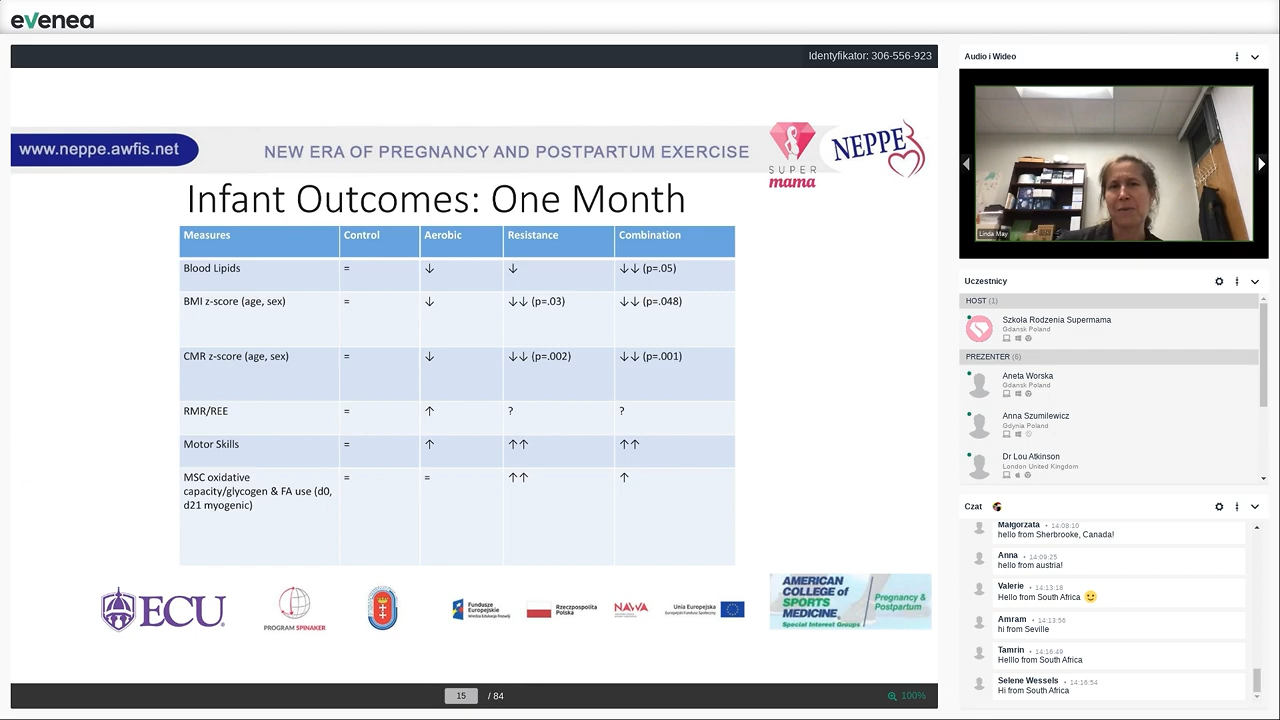 evenea
Identyfikator: 306-556-923
www.neppe.awfis.net
NEW ERA OF PREGNANCY AND POSTPARTUM EXERCISE
SUPER
mama
NEPPE
Infant Outcomes: One Month
Measures Control Aerobic Resistance Combination
Blood Lipids = ↓ ↓ ↓↓ (p=.05)
BMI z-score (age, sex) = ↓ ↓↓ (p=.03) ↓↓ (p=.048)
CMR z-score (age, sex) = ↓ ↓↓ (p=.002) ↓↓ (p=.001)
RMR/REE = ↑ ? ?
Motor Skills = ↑ ↑↑ ↑↑
MSC oxidative = = ↑↑ ↑
capacity/glycogen & FA use (d0,
d21 myogenic)
ECU
PROGRAM SPINAKER
Fundusze
Europejskie
Wiedza Edukacja Rozwój
Rzeczpospolita
Polska
NAWA
Unia Europejska
Europejski Fundusz Społeczny
AMERICAN
COLLEGE of
SPORTS
MEDICINE
Special Interest Groups
Pregnancy &
Postpartum
15 / 84
100%
Audio i Wideo
Linda May
Uczestnicy
HOST (1)
Szkoła Rodzenia Supermama
Gdansk Poland
PREZENTER (6)
Aneta Worska
Gdansk Poland
Anna Szumilewicz
Gdynia Poland
Dr Lou Atkinson
London United Kingdom
Czat
Małgorzata • 14:08:10
hello from Sherbrooke, Canada!
Anna • 14:09:25
hello from austria!
Valerie • 14:13:18
Hello from South Africa 🙂
Amram • 14:13:56
hi from Seville
Tamrin • 14:16:49
Helllo from South Africa
Selene Wessels • 14:16:54
Hi from South Africa